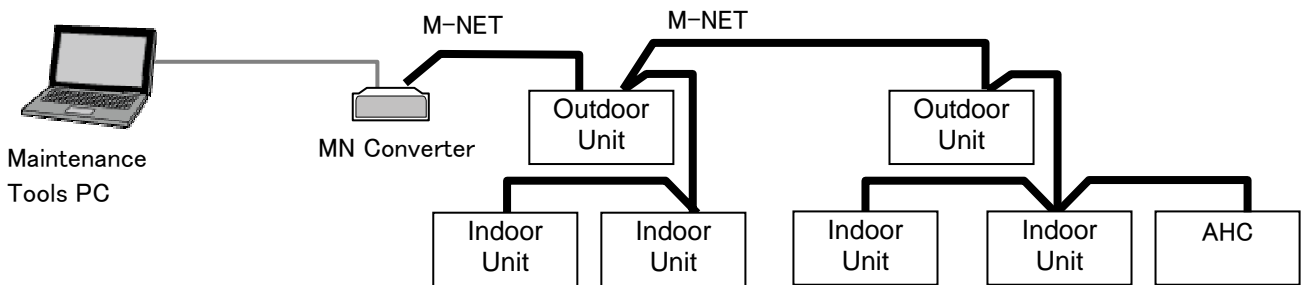 M-NET
M-NET
Outdoor
Unit
Outdoor
Unit
MN Converter
Maintenance
Tools PC
Indoor
Unit
Indoor
Unit
Indoor
Unit
Indoor
Unit
AHC